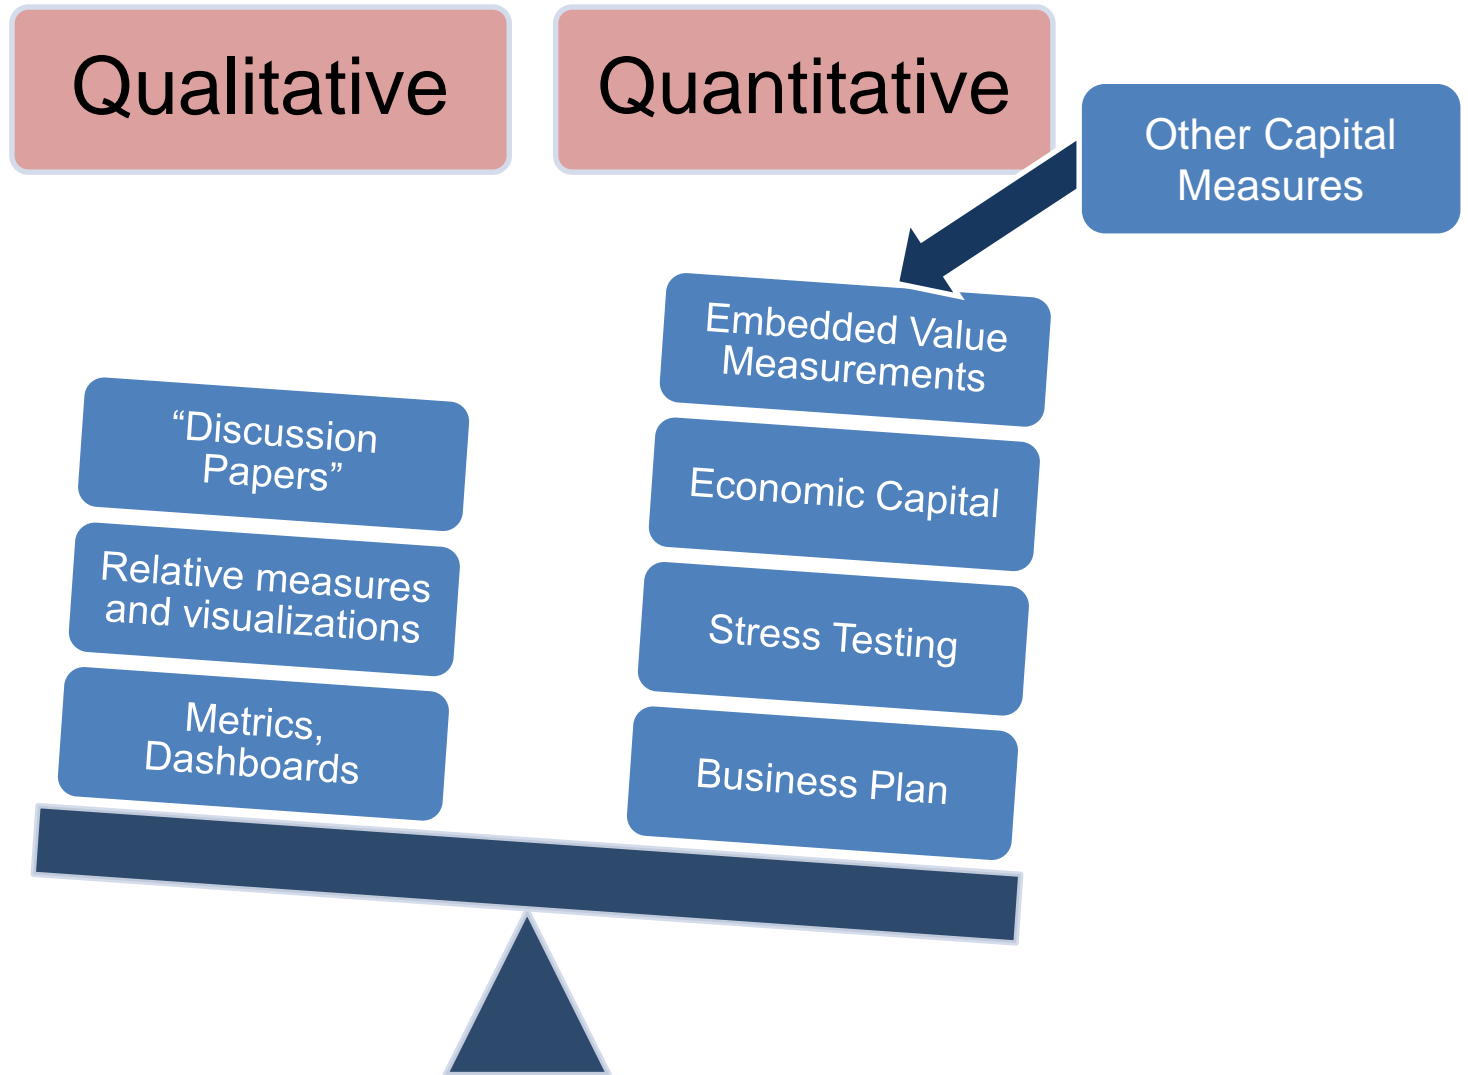 Qualitative
Quantitative
Other Capital
Measures
Embedded Value
Measurements
“Discussion
Papers”
Economic Capital
Relative measures
and visualizations
Stress Testing
Metrics,
Dashboards
Business Plan